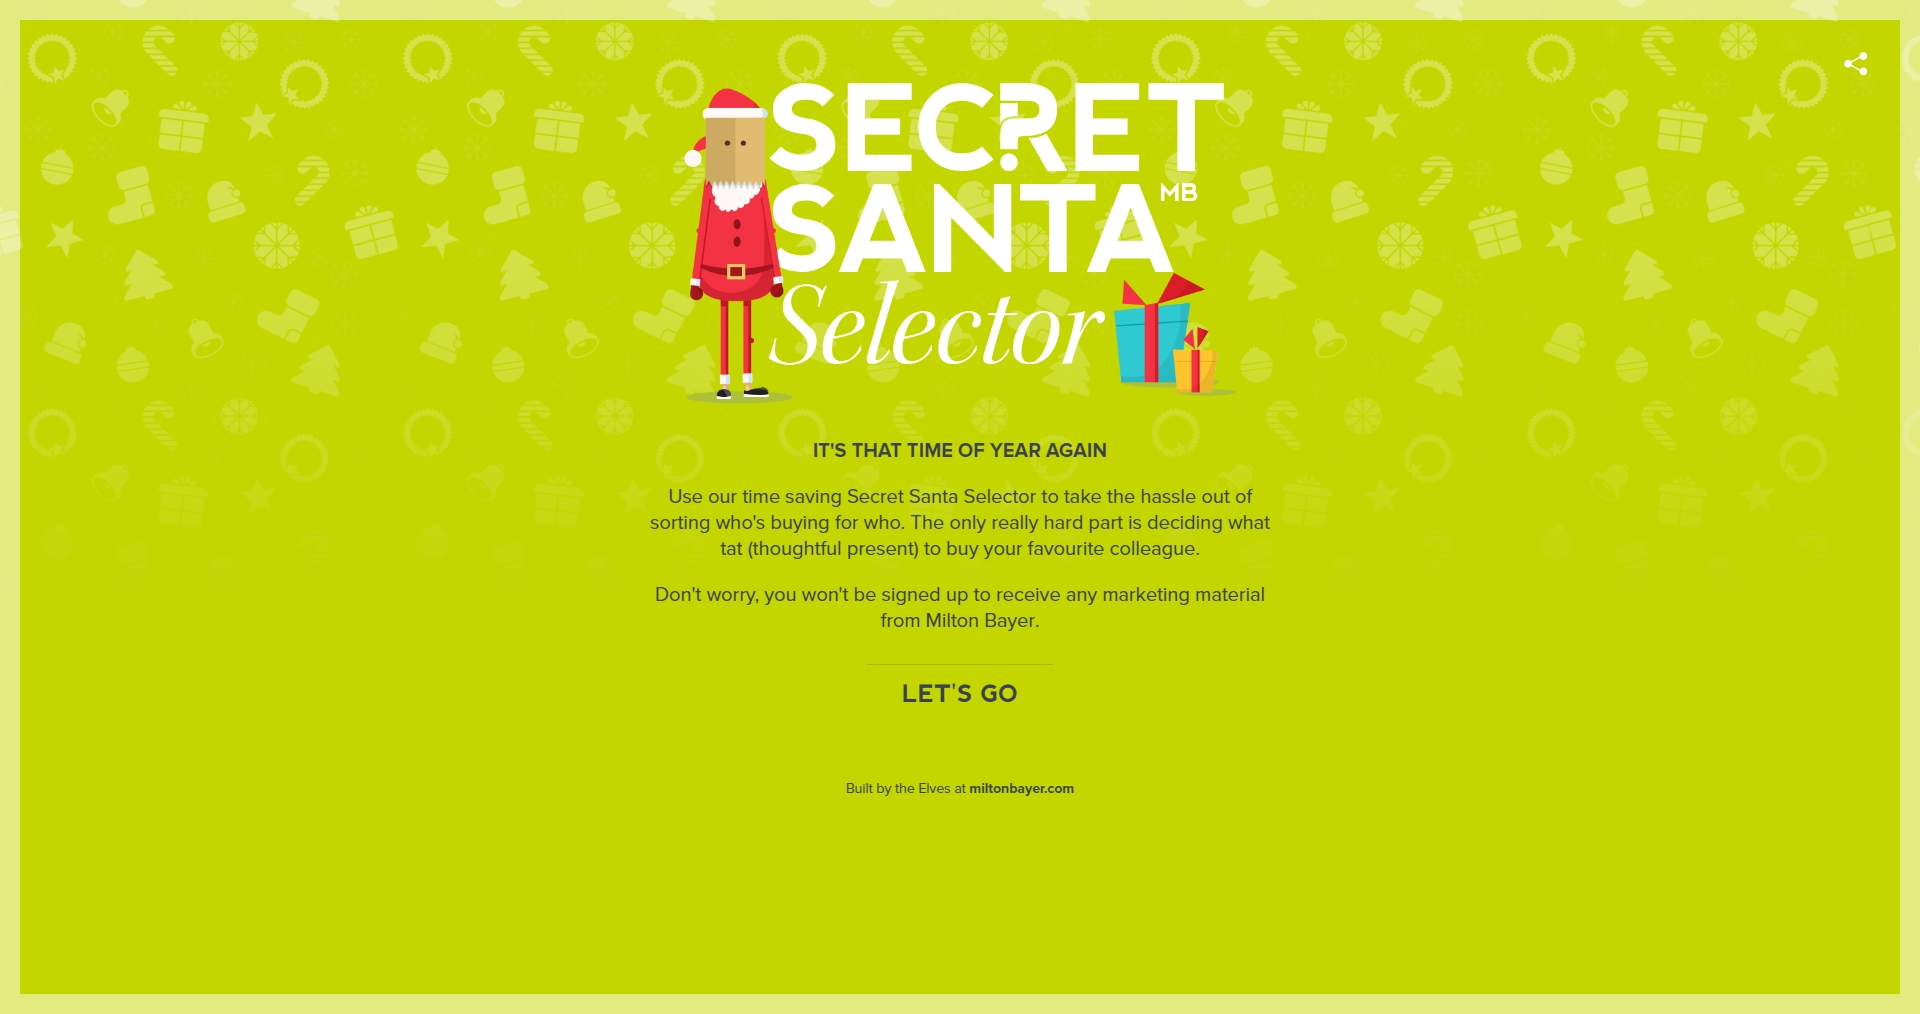 SECRET
SANTA MB
Selector
IT'S THAT TIME OF YEAR AGAIN
Use our time saving Secret Santa Selector to take the hassle out of
sorting who's buying for who. The only really hard part is deciding what
tat (thoughtful present) to buy your favourite colleague.
Don't worry, you won't be signed up to receive any marketing material
from Milton Bayer.
LET'S GO
Built by the Elves at miltonbayer.com